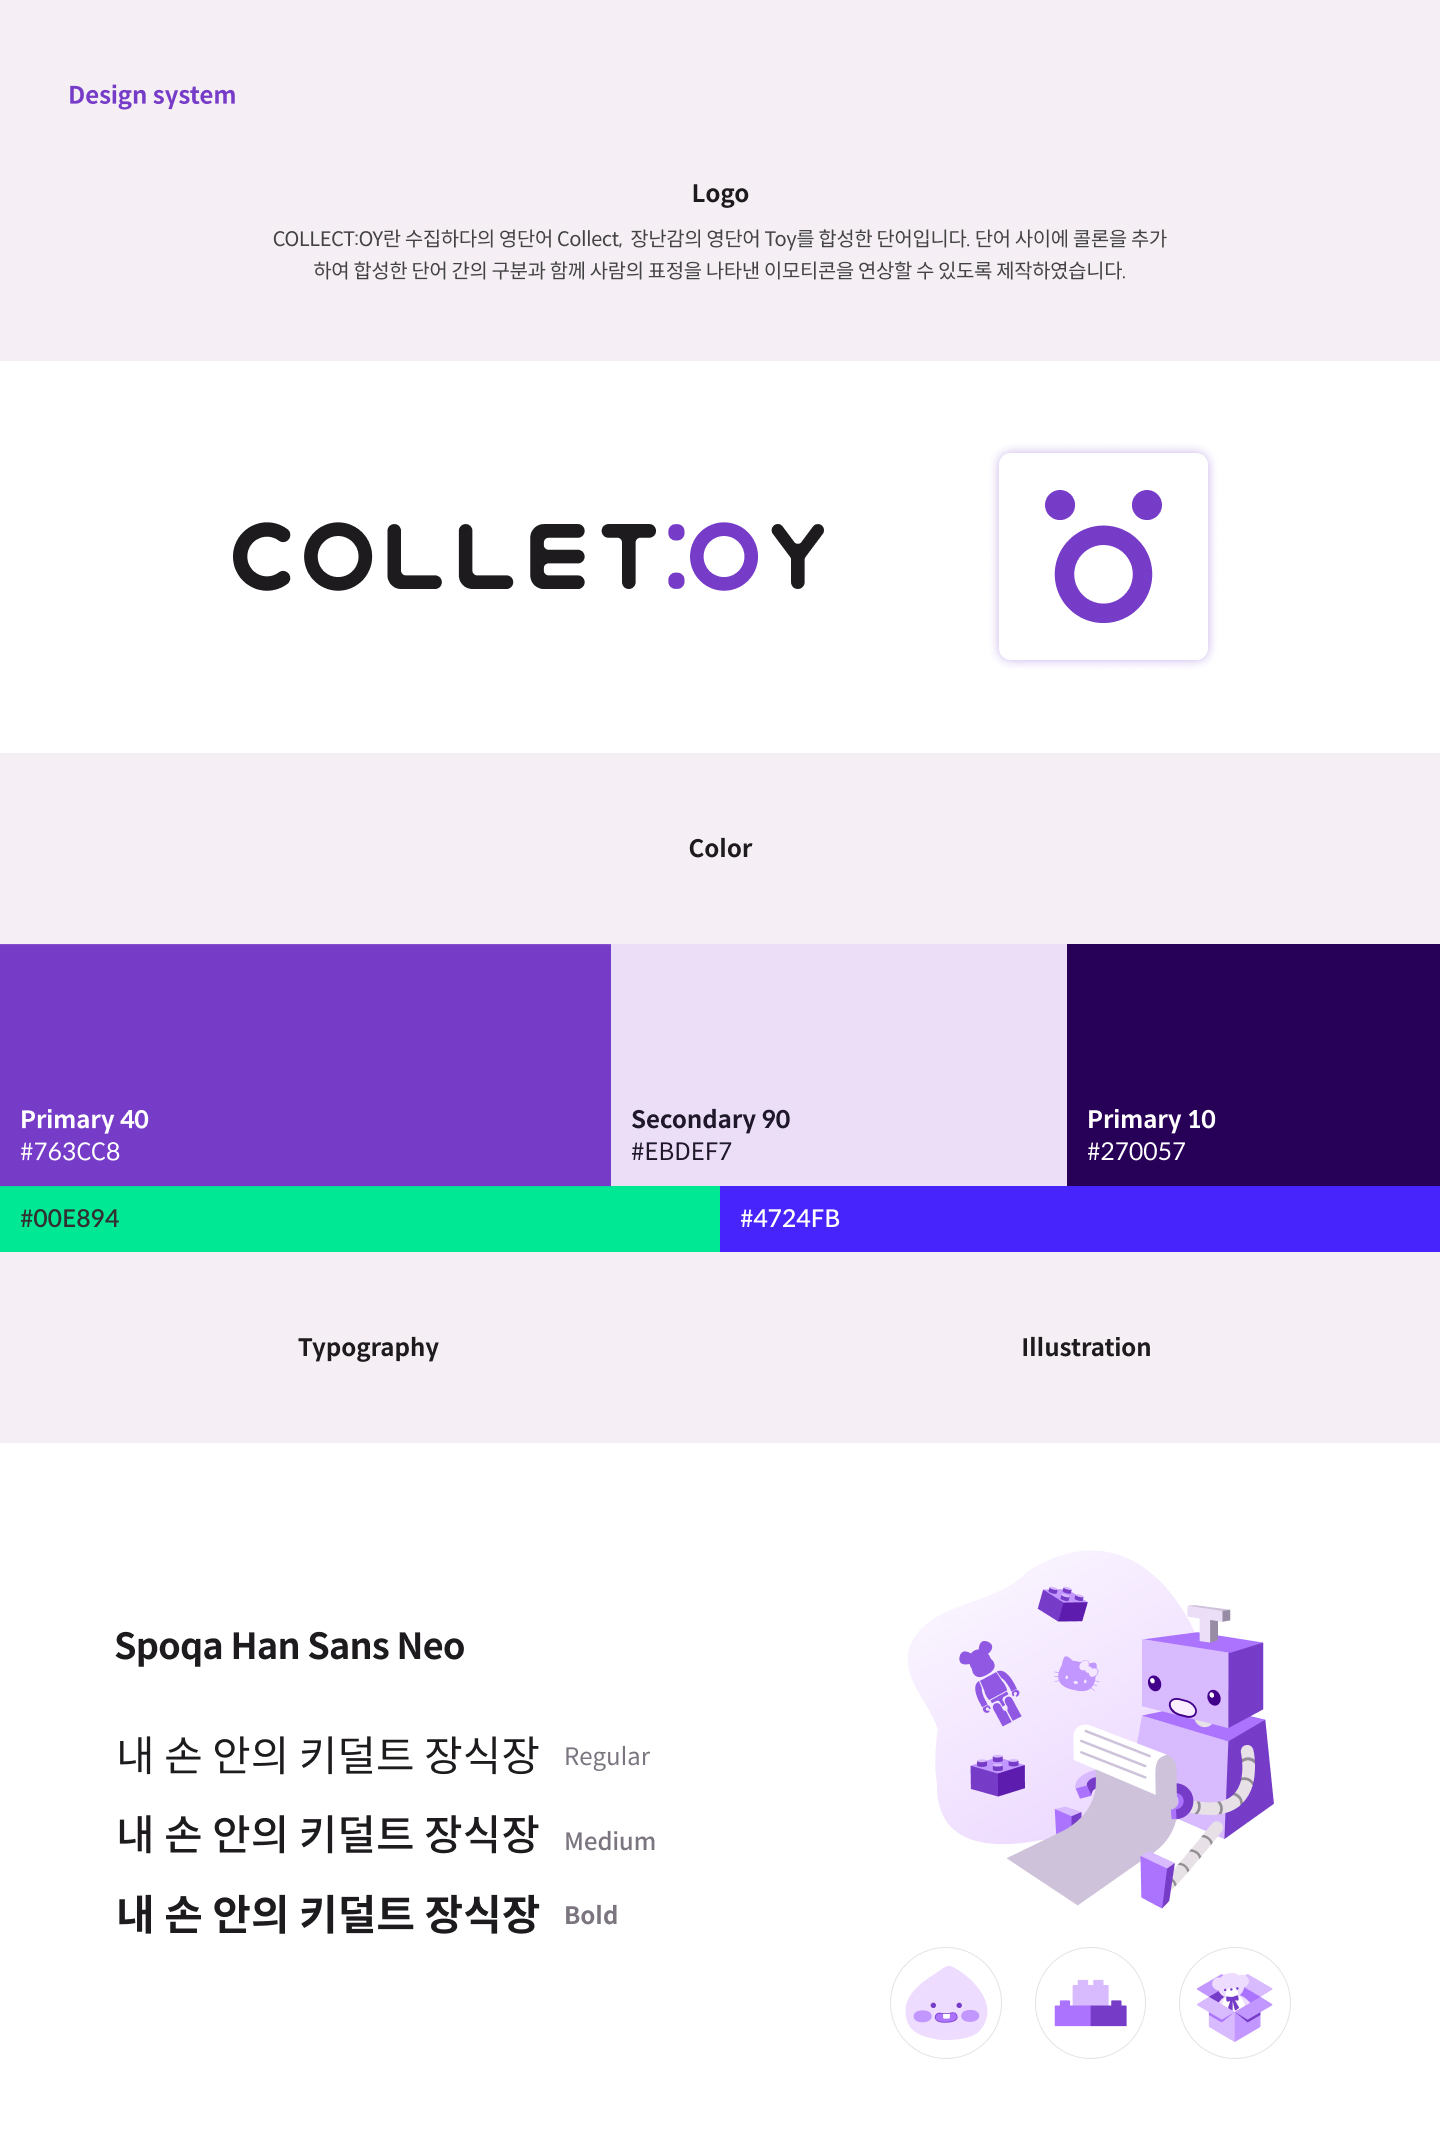 Design system
Logo
COLLECT:OY란 수집하다의 영단어 Collect, 장난감의 영단어 Toy를 합성한 단어입니다. 단어 사이에 콜론을 추가
하여 합성한 단어 간의 구분과 함께 사람의 표정을 나타낸 이모티콘을 연상할 수 있도록 제작하였습니다.
COLLET:OY
Color
Primary 40
#763CC8
Secondary 90
#EBDEF7
Primary 10
#270057
#00E894
#4724FB
Typography
Illustration
Spoqa Han Sans Neo
내 손 안의 키덜트 장식장 Regular
내 손 안의 키덜트 장식장 Medium
내 손 안의 키덜트 장식장 Bold